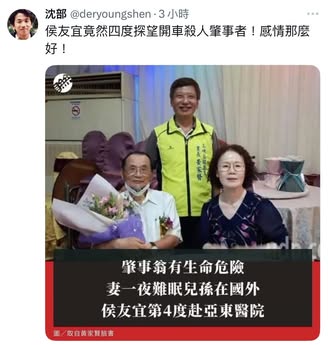 沈部 @deryoungshen · 3 小時
侯友宜竟然四度探望開車殺人肇事者！感情那麼
好！
肇事翁有生命危險
妻一夜難眠兒孫在國外
侯友宜第4度赴亞東醫院
圖／取自黃家賢臉書